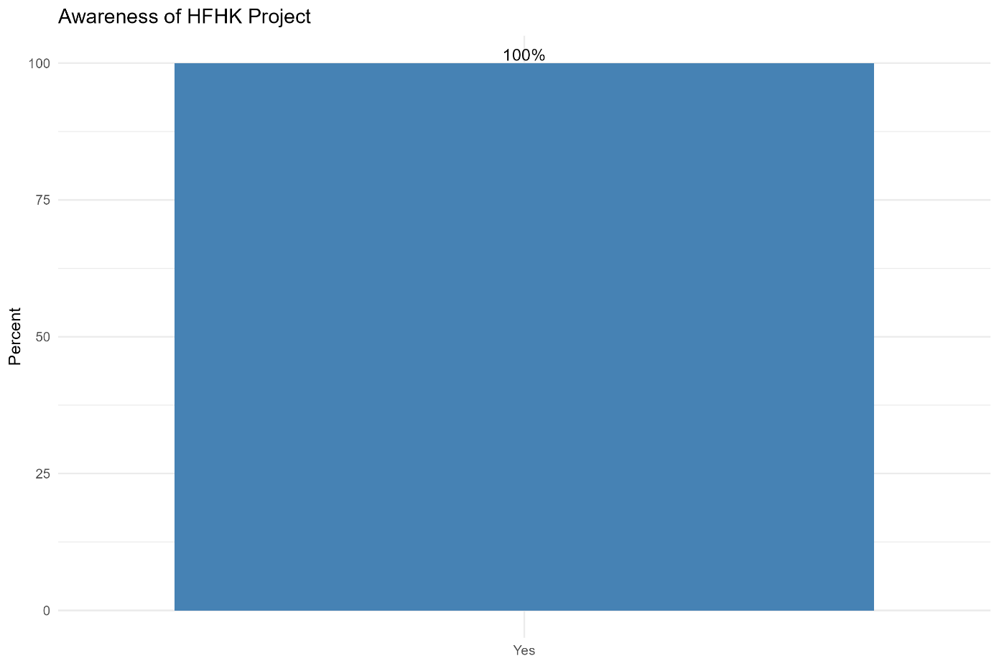 Awareness of HFHK Project
100%
100
75
50
25
0
Percent
Yes